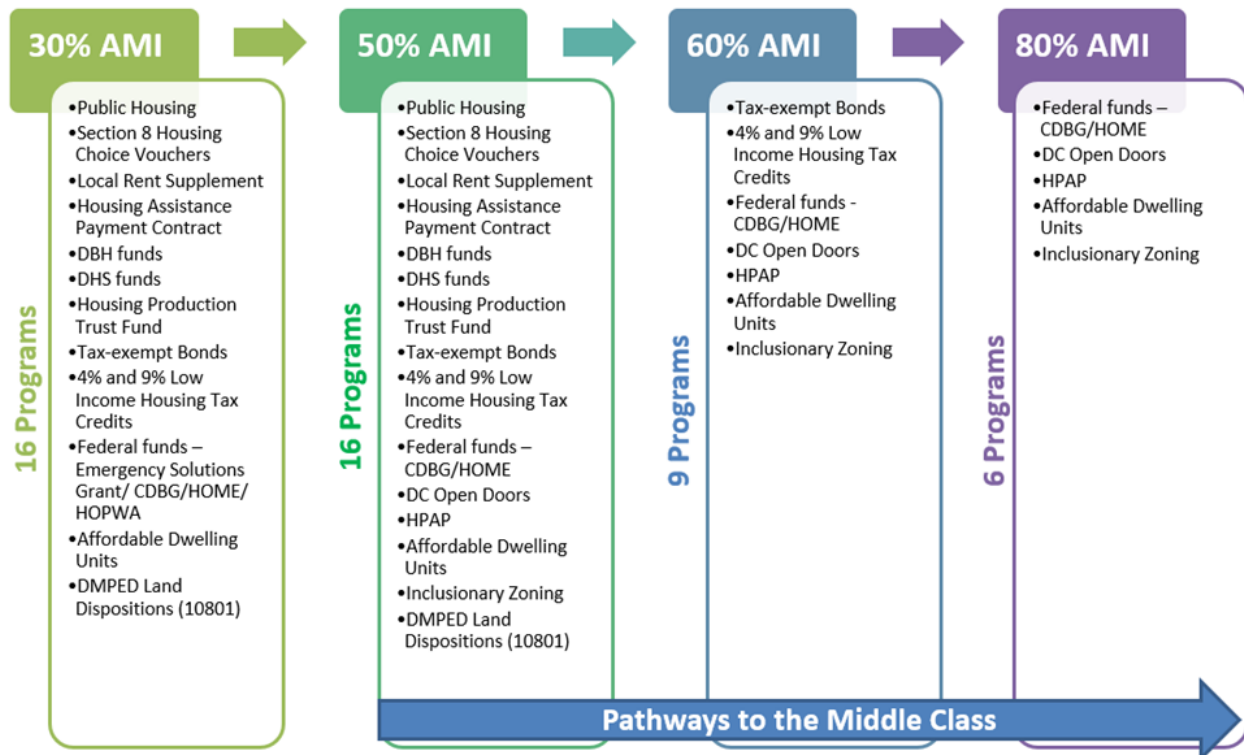 30% AMI
•Public Housing
•Section 8 Housing
Choice Vouchers
•Local Rent Supplement
•Housing Assistance
Payment Contract
•DBH funds
•DHS funds
•Housing Production
Trust Fund
•Tax-exempt Bonds
•4% and 9% Low
Income Housing Tax
Credits
•Federal funds –
Emergency Solutions
Grant/ CDBG/HOME/
HOPWA
•Affordable Dwelling
Units
•DMPED Land
Dispositions (10801)
16 Programs
50% AMI
•Public Housing
•Section 8 Housing
Choice Vouchers
•Local Rent Supplement
•Housing Assistance
Payment Contract
•DBH funds
•DHS funds
•Housing Production
Trust Fund
•Tax-exempt Bonds
•4% and 9% Low
Income Housing Tax
Credits
•Federal funds –
CDBG/HOME
•DC Open Doors
•HPAP
•Affordable Dwelling
Units
•Inclusionary Zoning
•DMPED Land
Dispositions (10801)
16 Programs
60% AMI
•Tax-exempt Bonds
•4% and 9% Low
Income Housing Tax
Credits
•Federal funds -
CDBG/HOME
•DC Open Doors
•HPAP
•Affordable Dwelling
Units
•Inclusionary Zoning
9 Programs
80% AMI
•Federal funds –
CDBG/HOME
•DC Open Doors
•HPAP
•Affordable Dwelling
Units
•Inclusionary Zoning
6 Programs
Pathways to the Middle Class